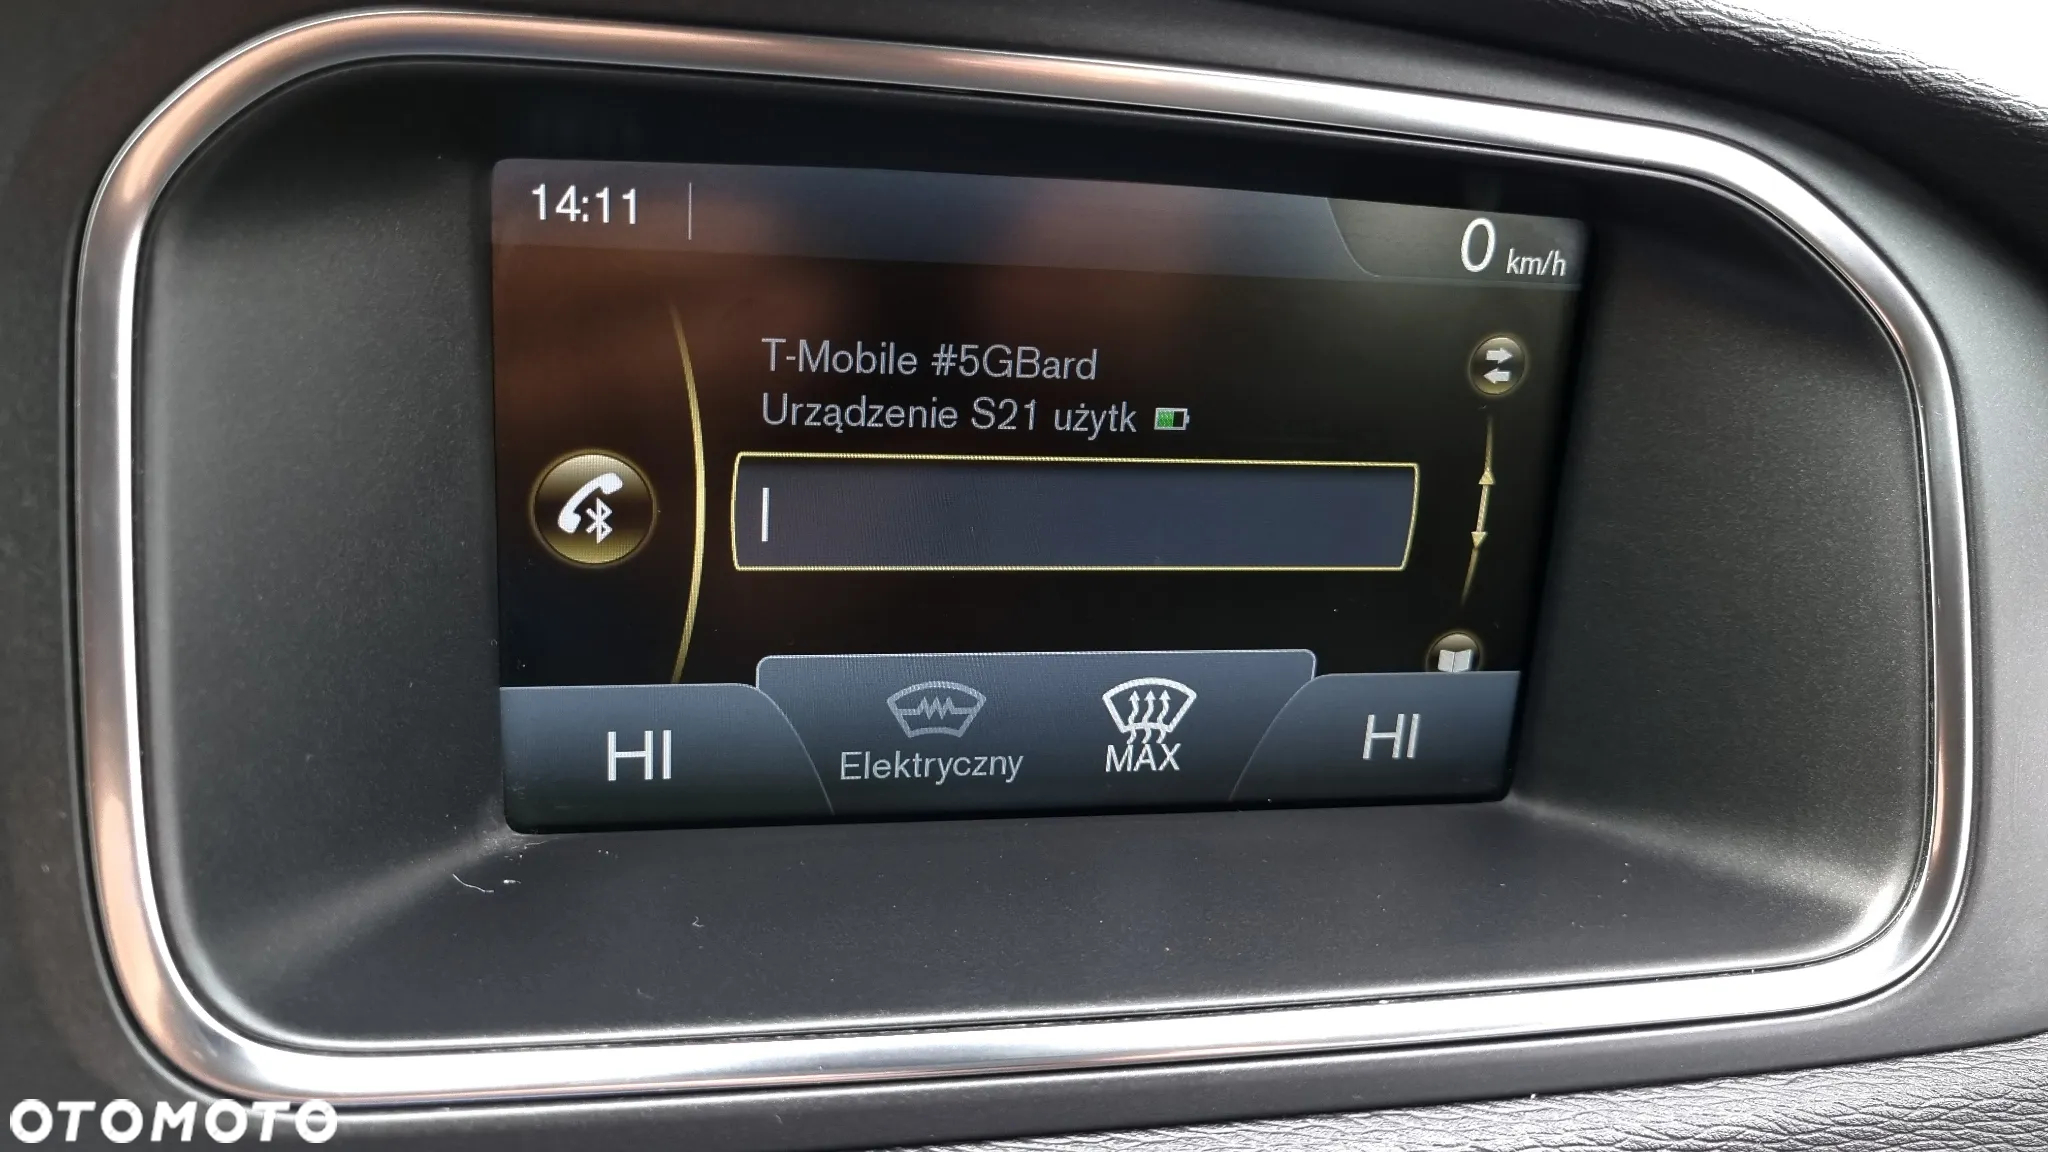 14:11
0 km/h
T-Mobile #5GBard
Urządzenie S21 użytk
HI
Elektryczny
MAX
HI
OTOMOTO